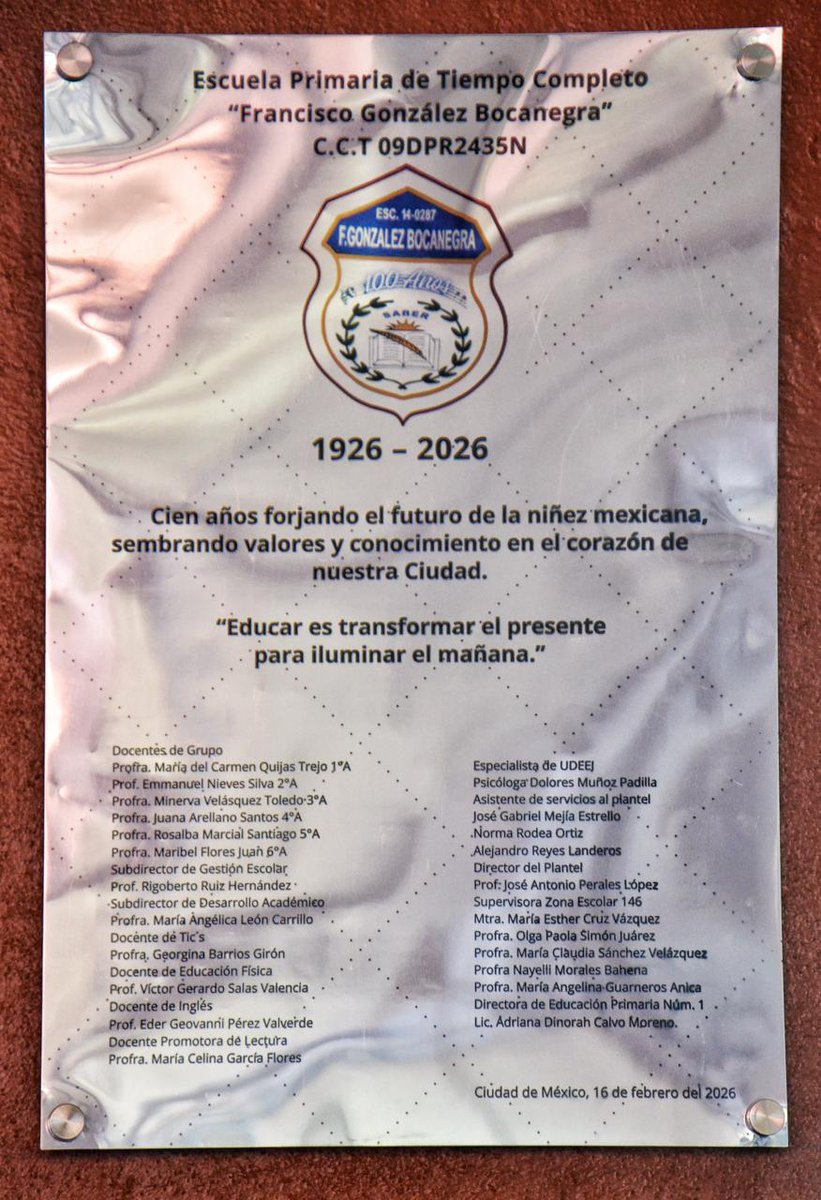 Escuela Primaria de Tiempo Completo
“Francisco González Bocanegra”
C.C.T 09DPR2435N
ESC. 14-0287
F.GONZALEZ BOCANEGRA
100 Años
SABER
1926 – 2026
Cien años forjando el futuro de la niñez mexicana,
sembrando valores y conocimiento en el corazón de
nuestra Ciudad.
“Educar es transformar el presente
para iluminar el mañana.”
Docentes de Grupo
Profra. María del Carmen Quijas Trejo 1°A
Prof. Emmanuel Nieves Silva 2°A
Profra. Minerva Velásquez Toledo 3°A
Profra. Juana Arellano Santos 4°A
Profra. Rosalba Marcial Santiago 5°A
Profra. Maribel Flores Juan 6°A
Subdirector de Gestión Escolar
Prof. Rigoberto Ruiz Hernández
Subdirector de Desarrollo Académico
Profra. María Angélica León Carrillo
Docente de Tic´s
Profra. Georgina Barrios Girón
Docente de Educación Física
Prof. Víctor Gerardo Salas Valencia
Docente de Inglés
Prof. Eder Geovanni Pérez Valverde
Docente Promotora de Lectura
Profra. María Celina García Flores
Especialista de UDEEJ
Psicóloga Dolores Muñoz Padilla
Asistente de servicios al plantel
José Gabriel Mejía Estrello
Norma Rodea Ortiz
Alejandro Reyes Landeros
Director del Plantel
Prof. José Antonio Perales López
Supervisora Zona Escolar 146
Mtra. María Esther Cruz Vázquez
Profra. Olga Paola Simón Juárez
Profra. María Claudia Sánchez Velázquez
Profra Nayelli Morales Bahena
Profra. María Angelina Guarneros Anica
Directora de Educación Primaria Núm. 1
Lic. Adriana Dinorah Calvo Moreno.
Ciudad de México, 16 de febrero del 2026